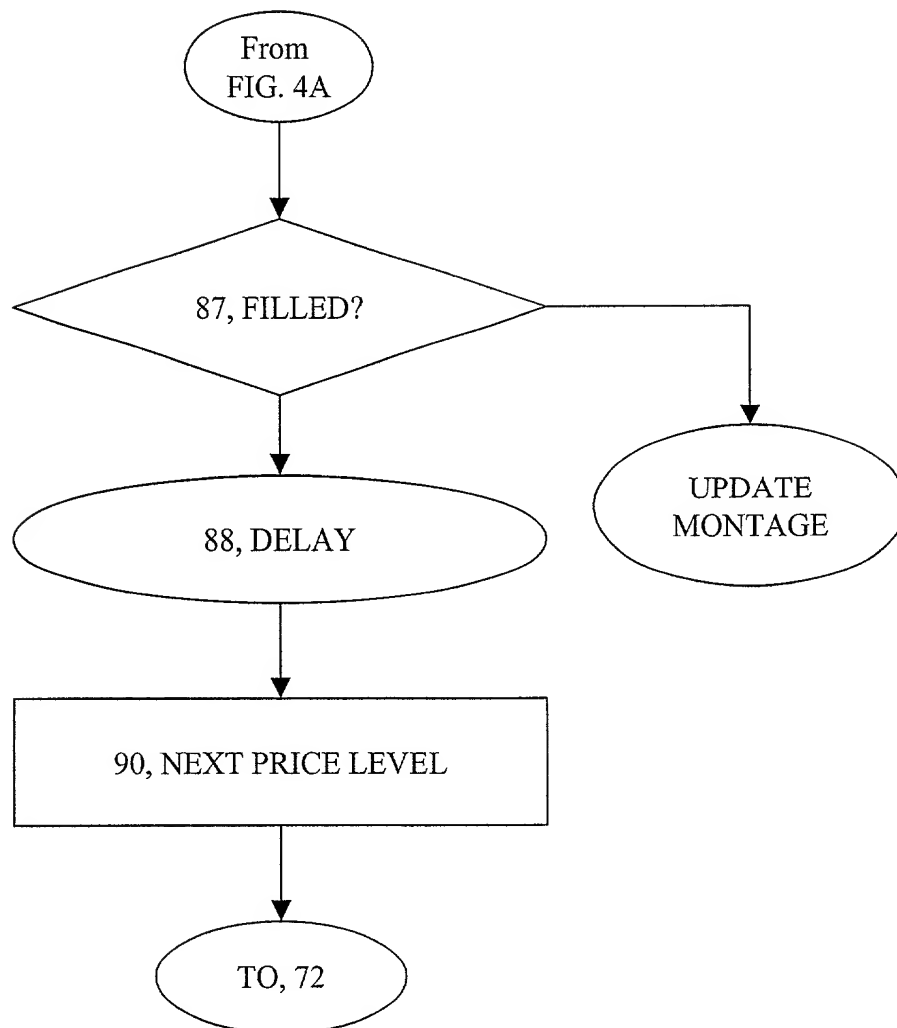 From
FIG. 4A
87, FILLED?
UPDATE
MONTAGE
88, DELAY
90, NEXT PRICE LEVEL
TO, 72